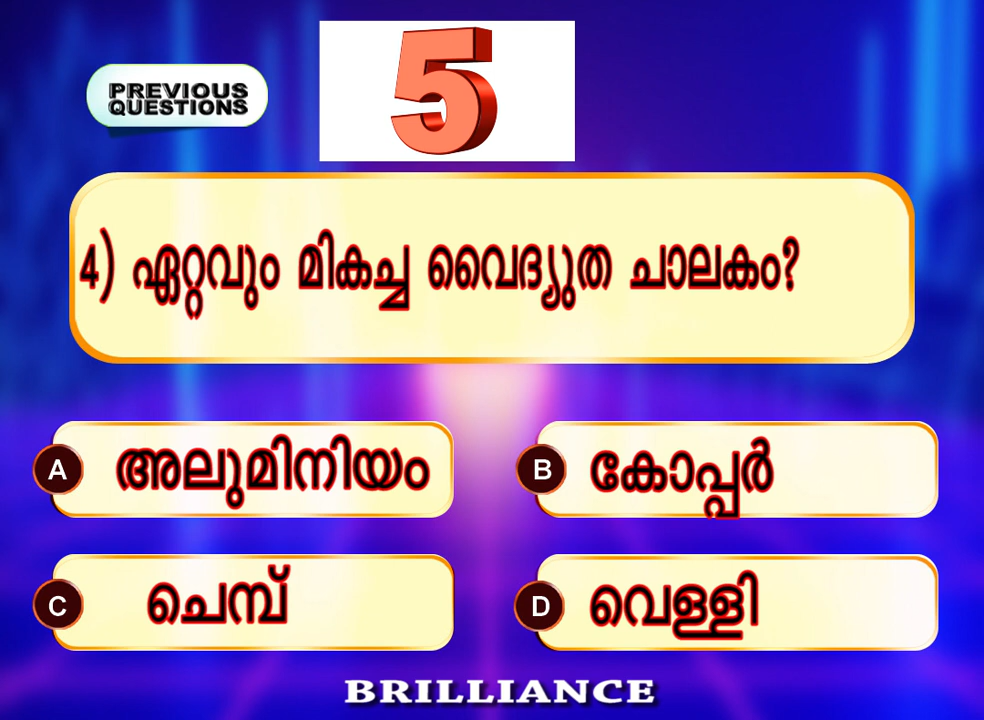 PREVIOUS
QUESTIONS
5
4) ഏറ്റവും മികച്ച വൈദ്യുത ചാലകം?
A അലുമിനിയം
B കോപ്പർ
C ചെമ്പ്
D വെള്ളി
BRILLIANCE